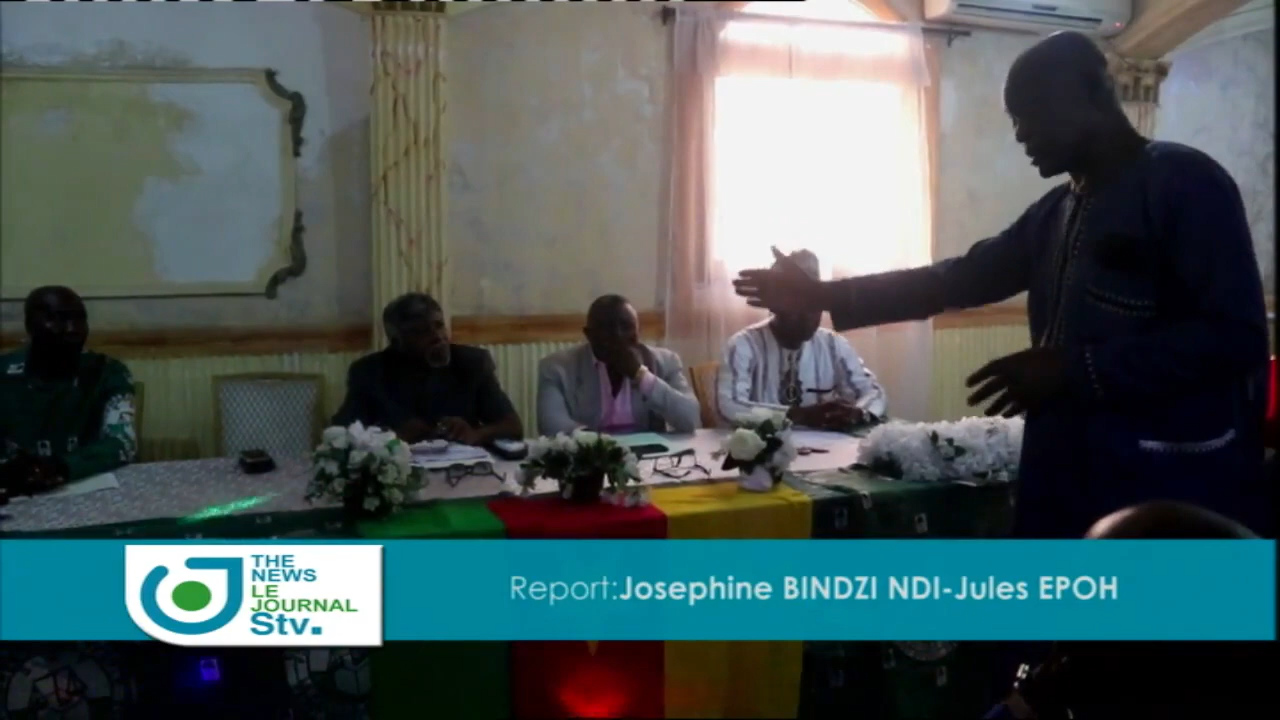 THE
NEWS
LE
JOURNAL
Stv.
Report:Josephine BINDZI NDI-Jules EPOH